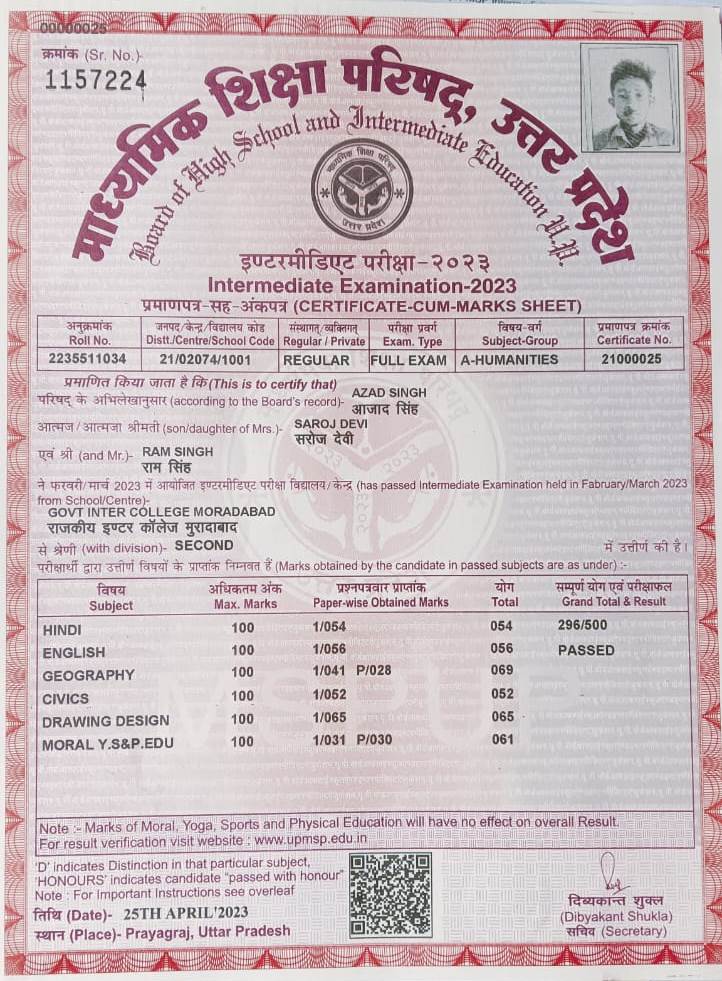 00000025
क्रमांक (Sr. No.)-
1157224
माध्यमिक शिक्षा परिषद्, उत्तर प्रदेश
Board of High School and Intermediate Education U.P.
माध्यमिक शिक्षा परिषद
उत्तर प्रदेश
इण्टरमीडिएट परीक्षा-२०२३
Intermediate Examination-2023
प्रमाणपत्र-सह-अंकपत्र (CERTIFICATE-CUM-MARKS SHEET)
अनुक्रमांक जनपद/केन्द्र/विद्यालय कोड संस्थागत/व्यक्तिगत परीक्षा प्रवर्ग विषय-वर्ग प्रमाणपत्र क्रमांक
Roll No. Distt./Centre/School Code Regular / Private Exam. Type Subject-Group Certificate No.
2235511034 21/02074/1001 REGULAR FULL EXAM A-HUMANITIES 21000025
प्रमाणित किया जाता है कि (This is to certify that)
AZAD SINGH
परिषद् के अभिलेखानुसार (according to the Board's record)- आजाद सिंह
SAROJ DEVI
आत्मज/आत्मजा श्रीमती (son/daughter of Mrs.)- सरोज देवी
एवं श्री (and Mr.)- RAM SINGH
राम सिंह
ने फरवरी/मार्च 2023 में आयोजित इण्टरमीडिएट परीक्षा विद्यालय/केन्द्र (has passed Intermediate Examination held in Fabruary/March 2023
from School/Centre)-
GOVT INTER COLLEGE MORADABAD
राजकीय इण्टर कॉलेज मुरादाबाद
से श्रेणी (with division)- SECOND में उत्तीर्ण की है।
परीक्षार्थी द्वारा उत्तीर्ण विषयों के प्राप्तांक निम्नवत हैं (Marks obtained by the candidate in passed subjects are as under) :-
विषय अधिकतम अंक प्रश्नपत्रवार प्राप्तांक योग सम्पूर्ण योग एवं परीक्षाफल
Subject Max. Marks Paper-wise Obtained Marks Total Grand Total & Result
HINDI 100 1/054 054 296/500
ENGLISH 100 1/056 056 PASSED
GEOGRAPHY 100 1/041 P/028 069
CIVICS 100 1/052 052
DRAWING DESIGN 100 1/065 065
MORAL Y.S&P.EDU 100 1/031 P/030 061
Note :- Marks of Moral, Yoga, Sports and Physical Education will have no effect on overall Result.
For result verification visit website : www.upmsp.edu.in
'D' indicates Distinction in that particular subject,
'HONOURS' indicates candidate "passed with honour"
Note : For Important Instructions see overleaf
तिथि (Date)- 25TH APRIL'2023
स्थान (Place)- Prayagraj, Uttar Pradesh
दिव्यकान्त शुक्ल
(Dibyakant Shukla)
सचिव (Secretary)